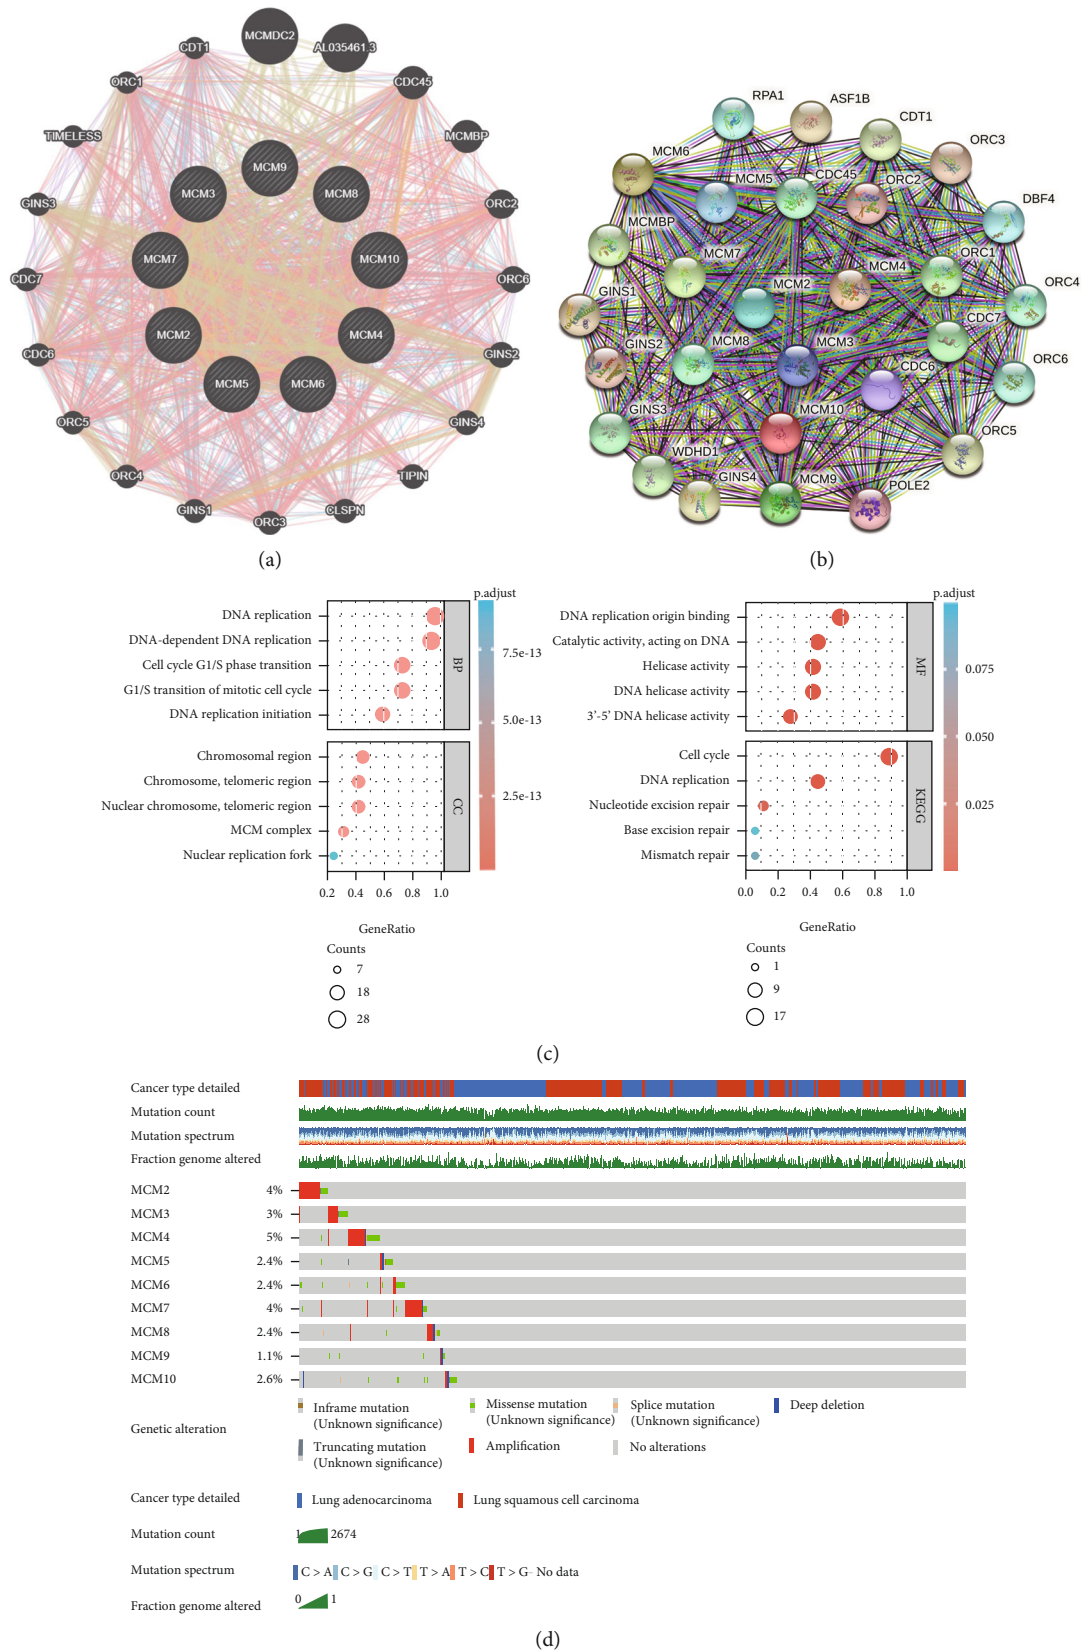 MCMDC2
AL035461.3
CDT1
ORC1
CDC45
TIMELESS
MCMBP
MCM9
MCM3
MCM8
GINS3
ORC2
MCM7
MCM10
CDC7
ORC6
MCM2
MCM4
CDC6
GINS2
MCM5
MCM6
ORC5
GINS4
ORC4
TIPIN
GINS1
ORC3
CLSPN
(a)
RPA1
ASF1B
CDT1
MCM6
ORC3
MCM5
CDC45
ORC2
DBF4
MCMBP
MCM7
MCM4
ORC1
GINS1
MCM2
ORC4
CDC7
GINS2
MCM8
MCM3
CDC6
ORC6
GINS3
MCM10
ORC5
WDHD1
GINS4
MCM9
POLE2
(b)
DNA replication
DNA-dependent DNA replication
Cell cycle G1/S phase transition
G1/S transition of mitotic cell cycle
DNA replication initiation
BP
Chromosomal region
Chromosome, telomeric region
Nuclear chromosome, telomeric region
MCM complex
Nuclear replication fork
CC
0.2 0.4 0.6 0.8 1.0
GeneRatio
p.adjust
7.5e-13
5.0e-13
2.5e-13
Counts
7
18
28
DNA replication origin binding
Catalytic activity, acting on DNA
Helicase activity
DNA helicase activity
3'-5' DNA helicase activity
MF
Cell cycle
DNA replication
Nucleotide excision repair
Base excision repair
Mismatch repair
KEGG
0.0 0.2 0.4 0.6 0.8 1.0
GeneRatio
p.adjust
0.075
0.050
0.025
Counts
1
9
17
(c)
Cancer type detailed
Mutation count
Mutation spectrum
Fraction genome altered
MCM2 4%
MCM3 3%
MCM4 5%
MCM5 2.4%
MCM6 2.4%
MCM7 4%
MCM8 2.4%
MCM9 1.1%
MCM10 2.6%
Genetic alteration
Inframe mutation
(Unknown significance)
Missense mutation
(Unknown significance)
Splice mutation
(Unknown significance)
Deep deletion
Truncating mutation
(Unknown significance)
Amplification
No alterations
Cancer type detailed
Lung adenocarcinoma
Lung squamous cell carcinoma
Mutation count
1 2674
Mutation spectrum
C > A C > G C > T T > A T > C T > G No data
Fraction genome altered
0 1
(d)